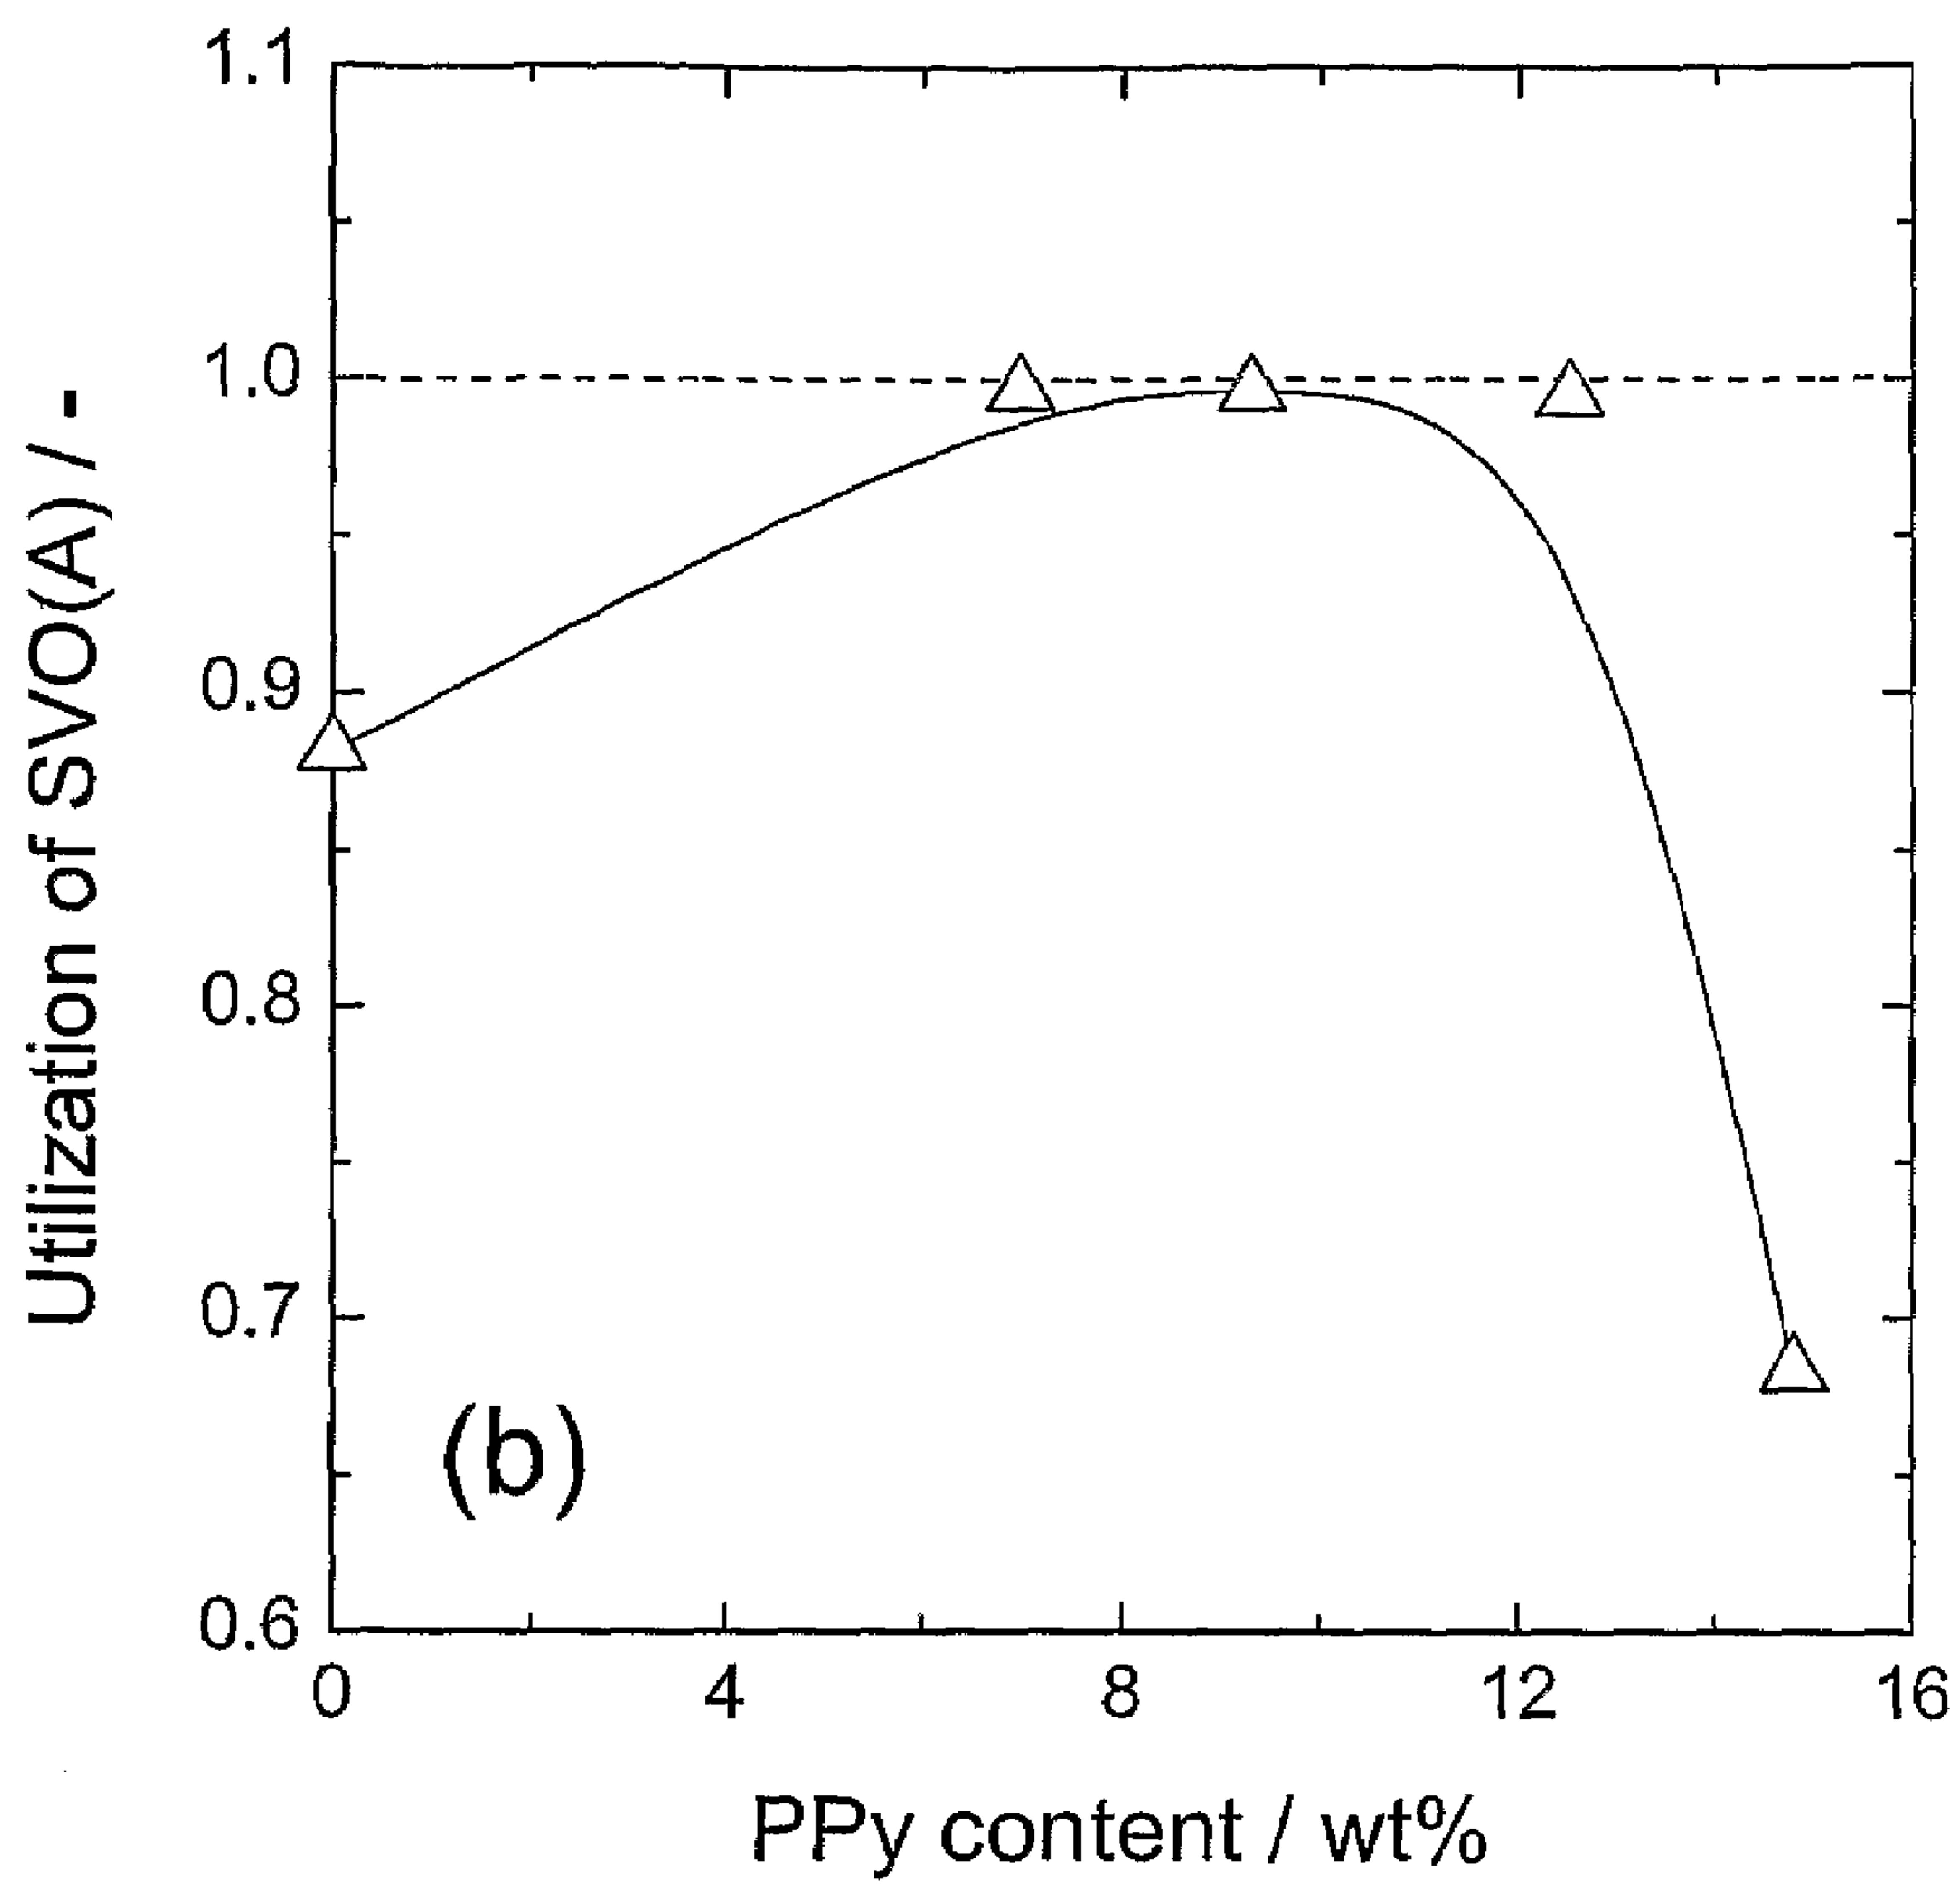 1.1
1.0
0.9
0.8
0.7
0.6
Utilization of SVO(A) / -
(b)
0 4 8 12 16
PPy content / wt%